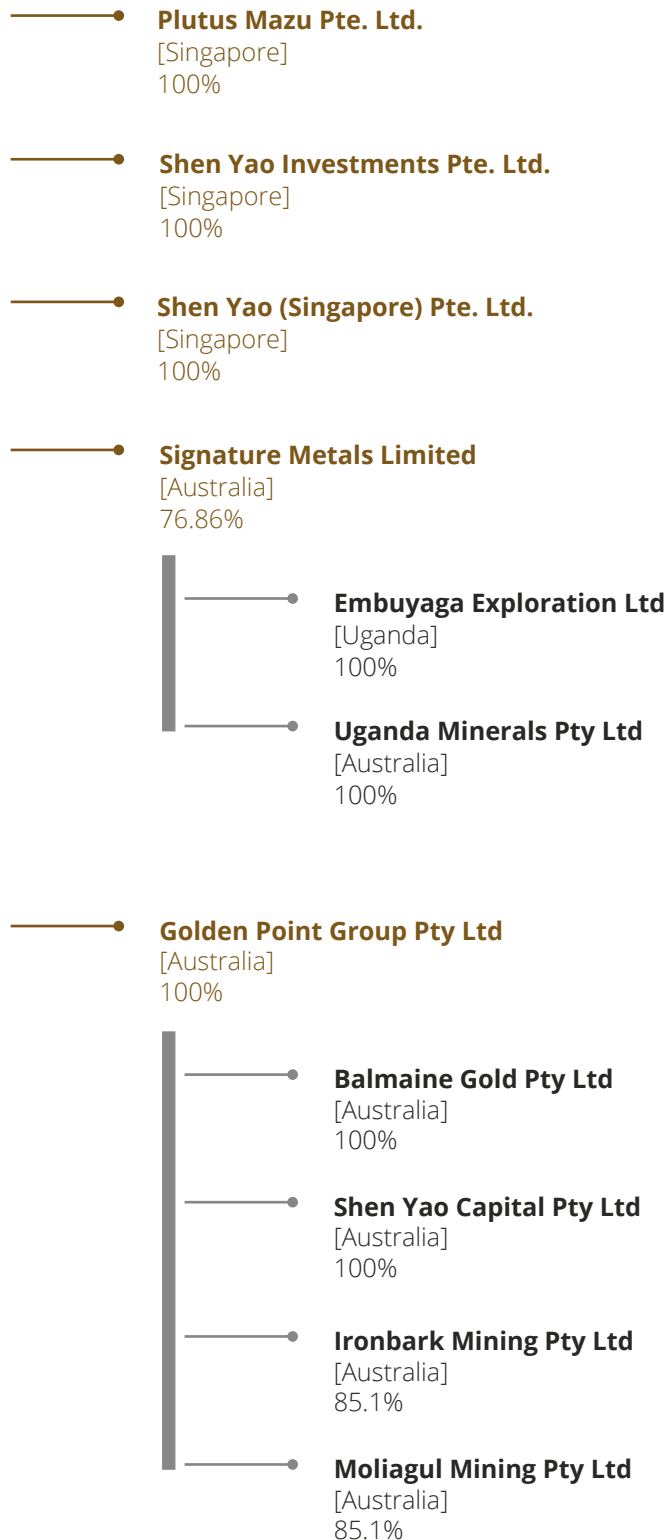 Plutus Mazu Pte. Ltd.
[Singapore]
100%
Shen Yao Investments Pte. Ltd.
[Singapore]
100%
Shen Yao (Singapore) Pte. Ltd.
[Singapore]
100%
Signature Metals Limited
[Australia]
76.86%
Embuyaga Exploration Ltd
[Uganda]
100%
Uganda Minerals Pty Ltd
[Australia]
100%
Golden Point Group Pty Ltd
[Australia]
100%
Balmaine Gold Pty Ltd
[Australia]
100%
Shen Yao Capital Pty Ltd
[Australia]
100%
Ironbark Mining Pty Ltd
[Australia]
85.1%
Moliagul Mining Pty Ltd
[Australia]
85.1%